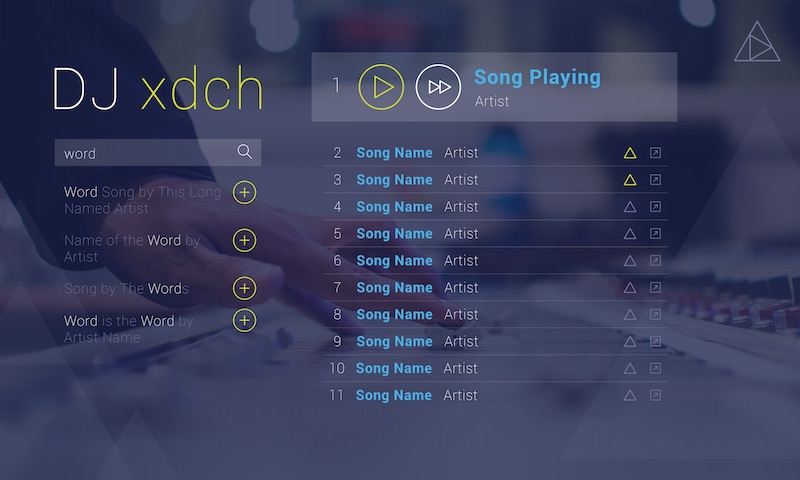 DJ xdch
word
Word Song by This Long
Named Artist
Name of the Word by
Artist
Song by The Words
Word is the Word by
Artist Name
1
Song Playing
Artist
2 Song Name Artist
3 Song Name Artist
4 Song Name Artist
5 Song Name Artist
6 Song Name Artist
7 Song Name Artist
8 Song Name Artist
9 Song Name Artist
10 Song Name Artist
11 Song Name Artist